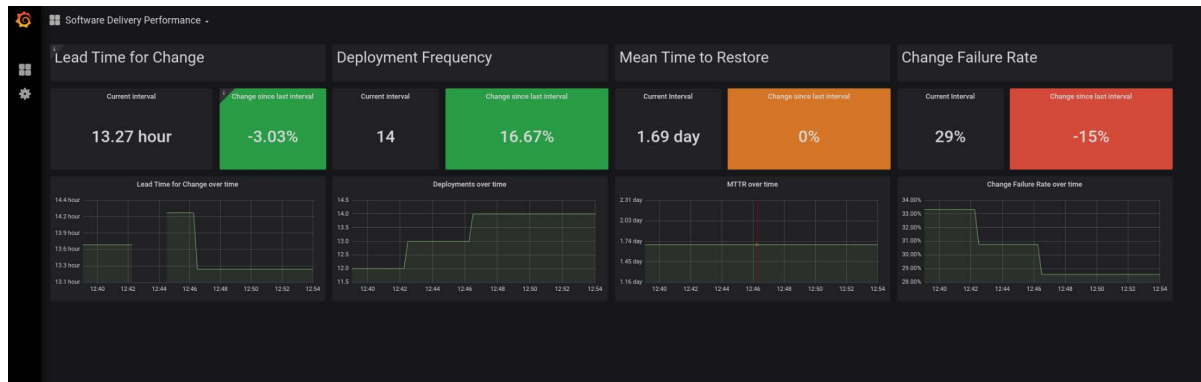 Software Delivery Performance
Lead Time for Change
Deployment Frequency
Mean Time to Restore
Change Failure Rate
Current Interval
Change since last interval
Current Interval
Change since last interval
Current Interval
Change since last interval
Current Interval
Change since last interval
13.27 hour
-3.03%
14
16.67%
1.69 day
0%
29%
-15%
Lead Time for Change over time
14.4 hour
14.2 hour
13.9 hour
13.6 hour
13.3 hour
13.1 hour
12:40 12:42 12:44 12:46 12:48 12:50 12:52 12:54
Deployments over time
14.5
14.0
13.5
13.0
12.5
12.0
11.5
12:40 12:42 12:44 12:46 12:48 12:50 12:52 12:54
MTTR over time
2.31 day
2.03 day
1.74 day
1.45 day
1.16 day
12:40 12:42 12:44 12:46 12:48 12:50 12:52 12:54
Change Failure Rate over time
34.00%
33.00%
32.00%
31.00%
30.00%
29.00%
28.00%
12:40 12:42 12:44 12:46 12:48 12:50 12:52 12:54